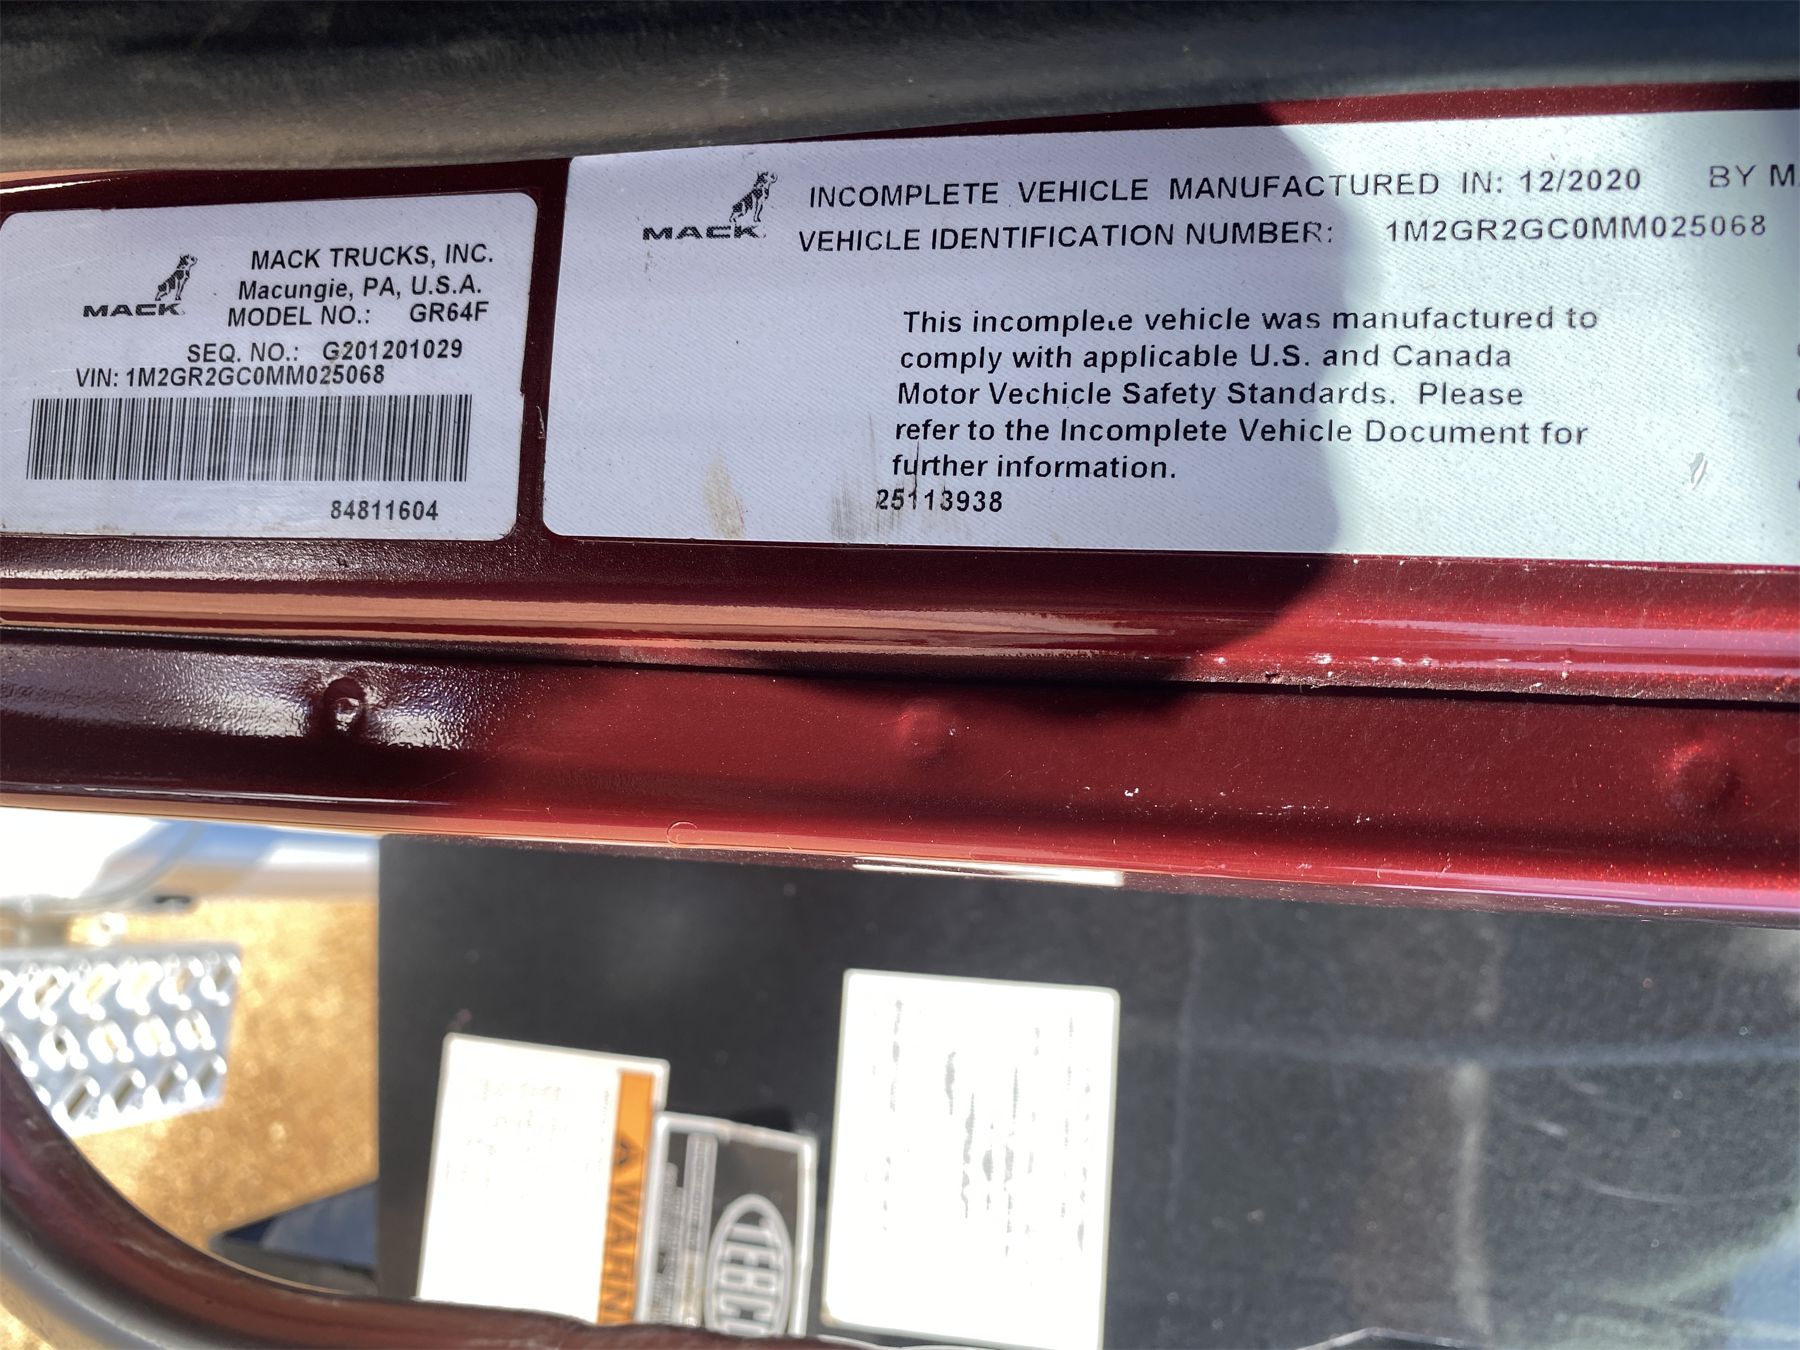 MACK TRUCKS, INC.
Macungie, PA, U.S.A.
MACK
MODEL NO.: GR64F
SEQ. NO.: G201201029
VIN: 1M2GR2GC0MM025068
84811604
MACK
INCOMPLETE VEHICLE MANUFACTURED IN: 12/2020 BY
VEHICLE IDENTIFICATION NUMBER: 1M2GR2GC0MM025068
This incomplete vehicle was manufactured to
comply with applicable U.S. and Canada
Motor Vechicle Safety Standards. Please
refer to the Incomplete Vehicle Document for
further information.
25113938